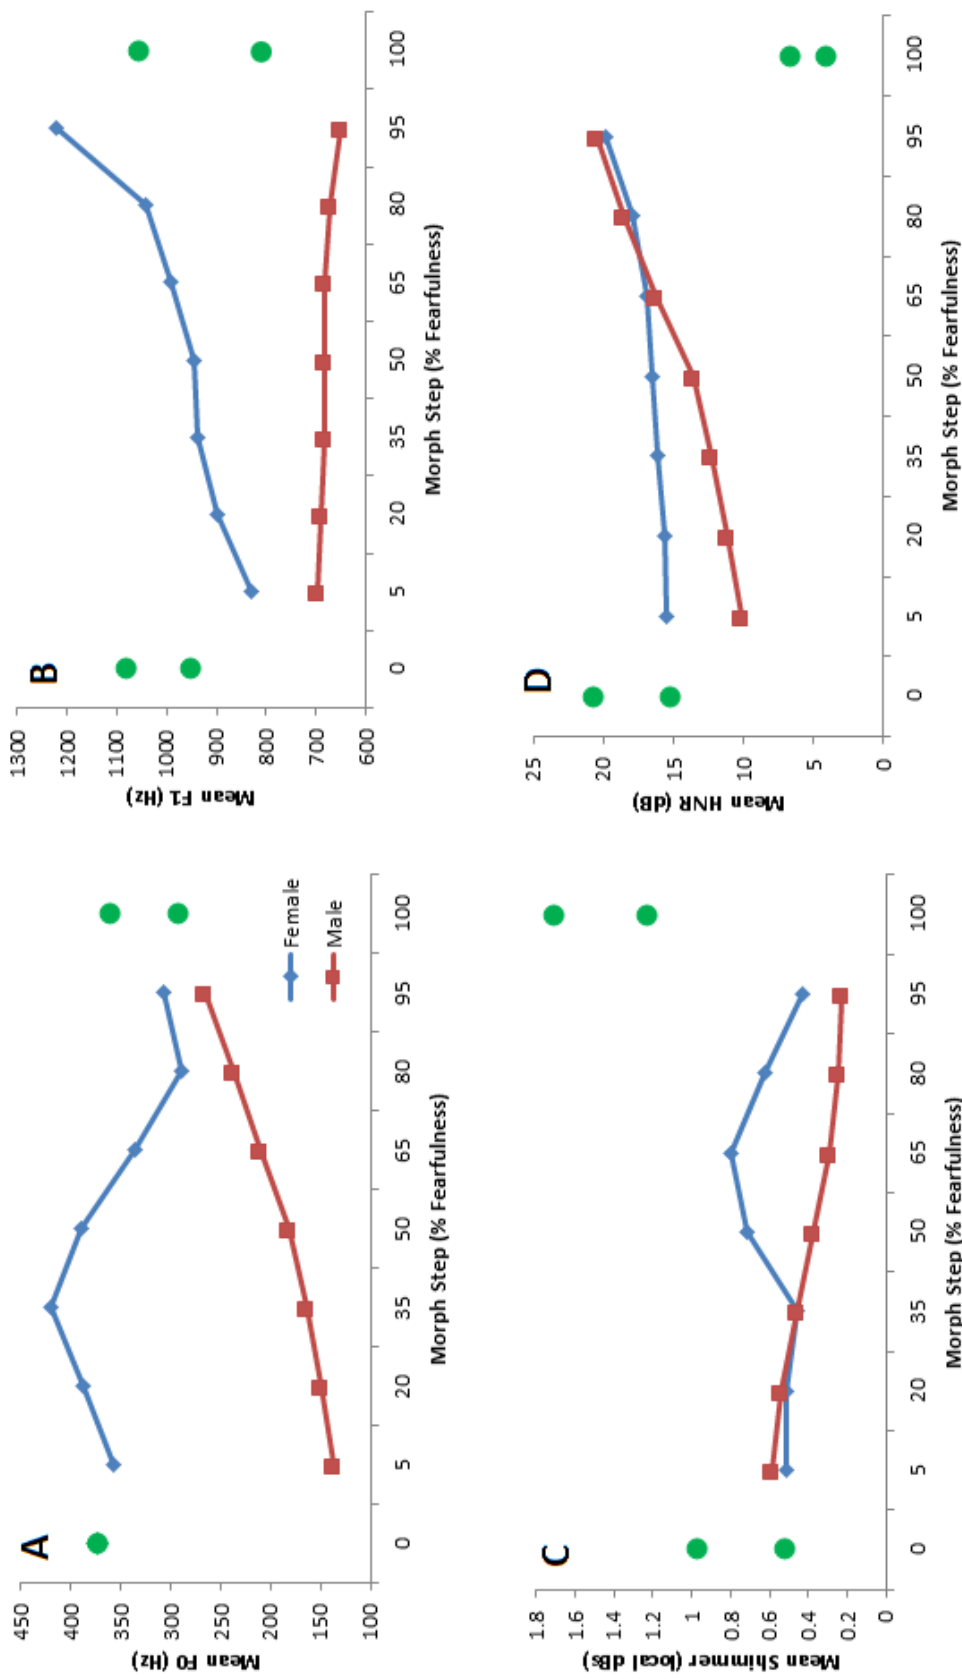 A
Mean F0 (Hz)
450
400
350
300
250
200
150
100
0 5 20 35 50 65 80 95 100
Morph Step (% Fearfulness)
Female
Male
B
Mean F1 (Hz)
1300
1200
1100
1000
900
800
700
600
0 5 20 35 50 65 80 95 100
Morph Step (% Fearfulness)
C
Mean Shimmer (local dBs)
1.8
1.6
1.4
1.2
1
0.8
0.6
0.4
0.2
0
0 5 20 35 50 65 80 95 100
Morph Step (% Fearfulness)
D
Mean HNR (dB)
25
20
15
10
5
0
0 5 20 35 50 65 80 95 100
Morph Step (% Fearfulness)